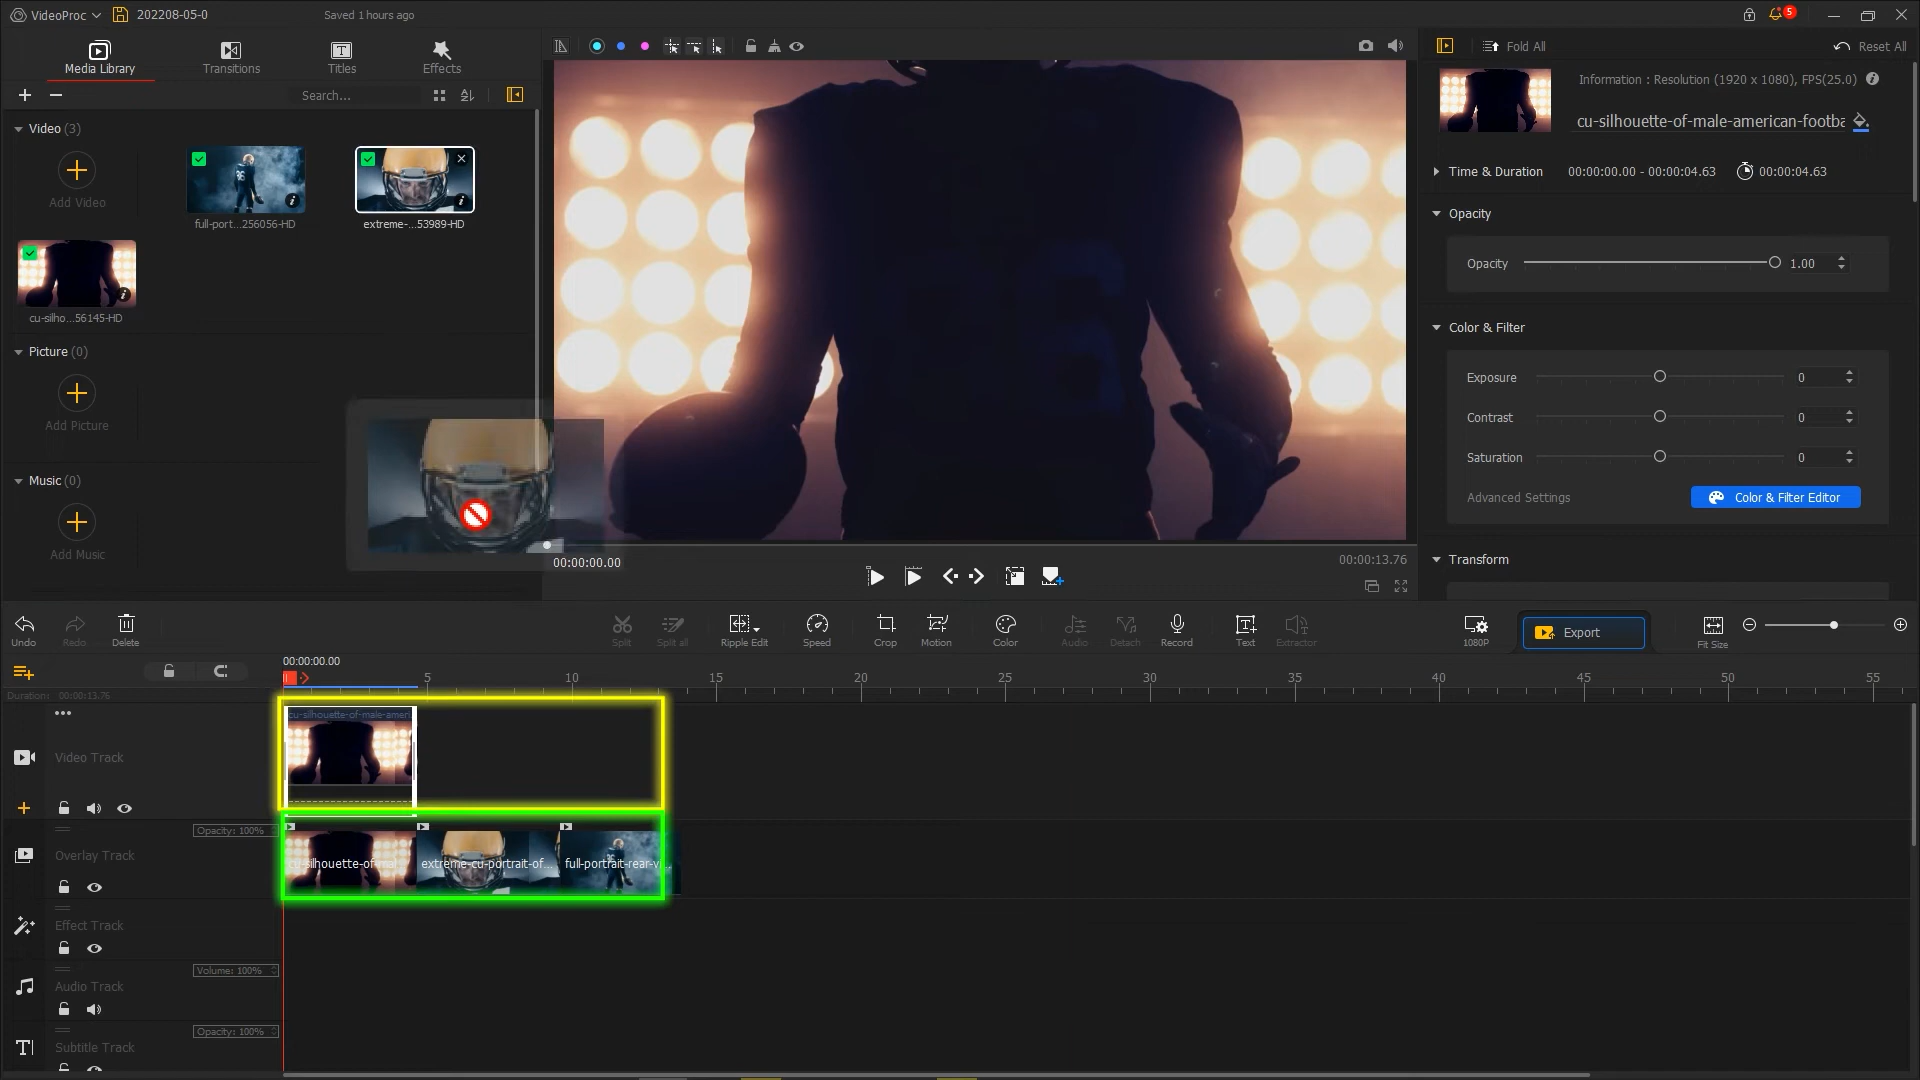 VideoProc
202208-05-0
Saved 1 hours ago
5
Media Library
Transitions
Titles
Effects
Fold All
Reset All
Search...
Information : Resolution (1920 x 1080), FPS(25.0)
cu-silhouette-of-male-american-footba
Video (3)
Add Video
full-port...256056-HD
extreme-...53989-HD
cu-silho...56145-HD
Picture (0)
Add Picture
Music (0)
Add Music
Time & Duration
00:00:00.00 - 00:00:04.63
00:00:04.63
Opacity
Opacity
1.00
Color & Filter
Exposure
0
Contrast
0
Saturation
0
Advanced Settings
Color & Filter Editor
Transform
00:00:00.00
00:00:13.76
Undo
Redo
Delete
Split
Split all
Ripple Edit
Speed
Crop
Motion
Color
Audio
Detach
Record
Text
Extractor
1080P
Export
Fit Size
00:00:00.00
5
10
15
20
25
30
35
40
45
50
55
Duration: 00:00:13.76
cu-silhouette-of-male-ameri
Video Track
Opacity: 100%
Overlay Track
extreme-cu-portrait-of...
full-portrait-rear-v...
Effect Track
Volume: 100%
Audio Track
Opacity: 100%
Subtitle Track